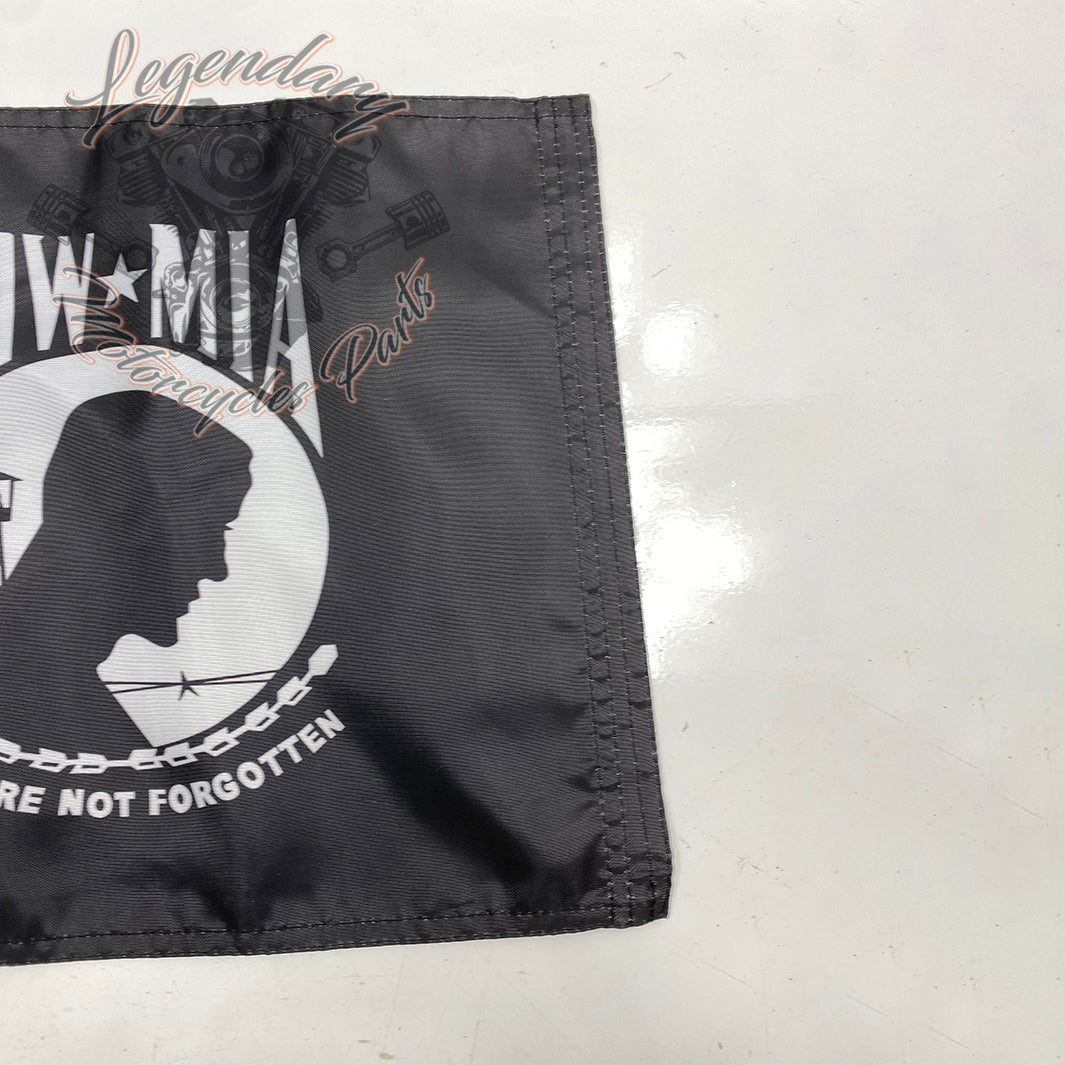 Legendary
OW★MIA
Motorcycles Parts
RE NOT FORGOTTEN